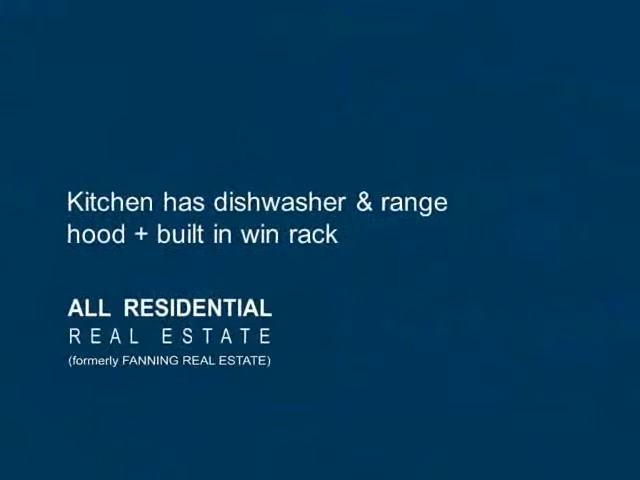 Kitchen has dishwasher & range
hood + built in win rack
ALL RESIDENTIAL
REAL ESTATE
(formerly FANNING REAL ESTATE)